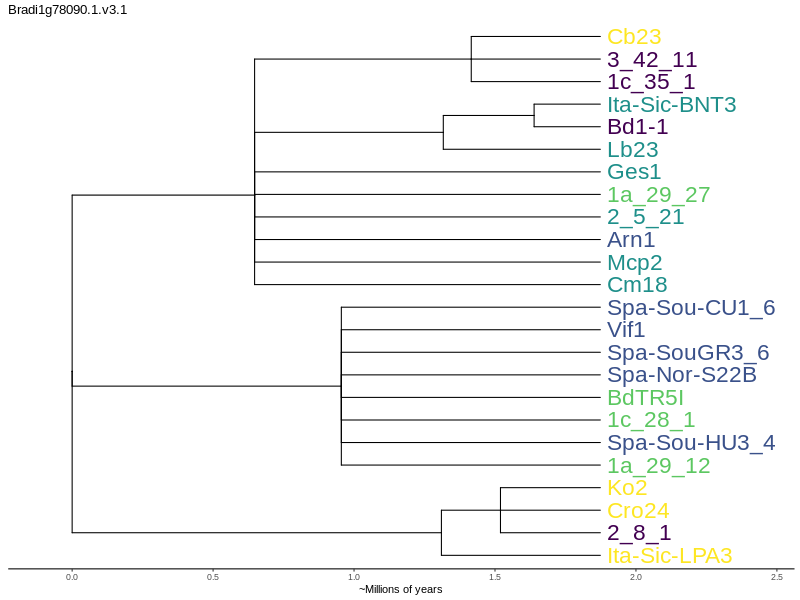 Bradi1g78090.1.v3.1
Cb23
3_42_11
1c_35_1
Ita-Sic-BNT3
Bd1-1
Lb23
Ges1
1a_29_27
2_5_21
Arn1
Mcp2
Cm18
Spa-Sou-CU1_6
Vif1
Spa-SouGR3_6
Spa-Nor-S22B
BdTR5I
1c_28_1
Spa-Sou-HU3_4
1a_29_12
Ko2
Cro24
2_8_1
Ita-Sic-LPA3
0.0 0.5 1.0 1.5 2.0 2.5
~Millions of years